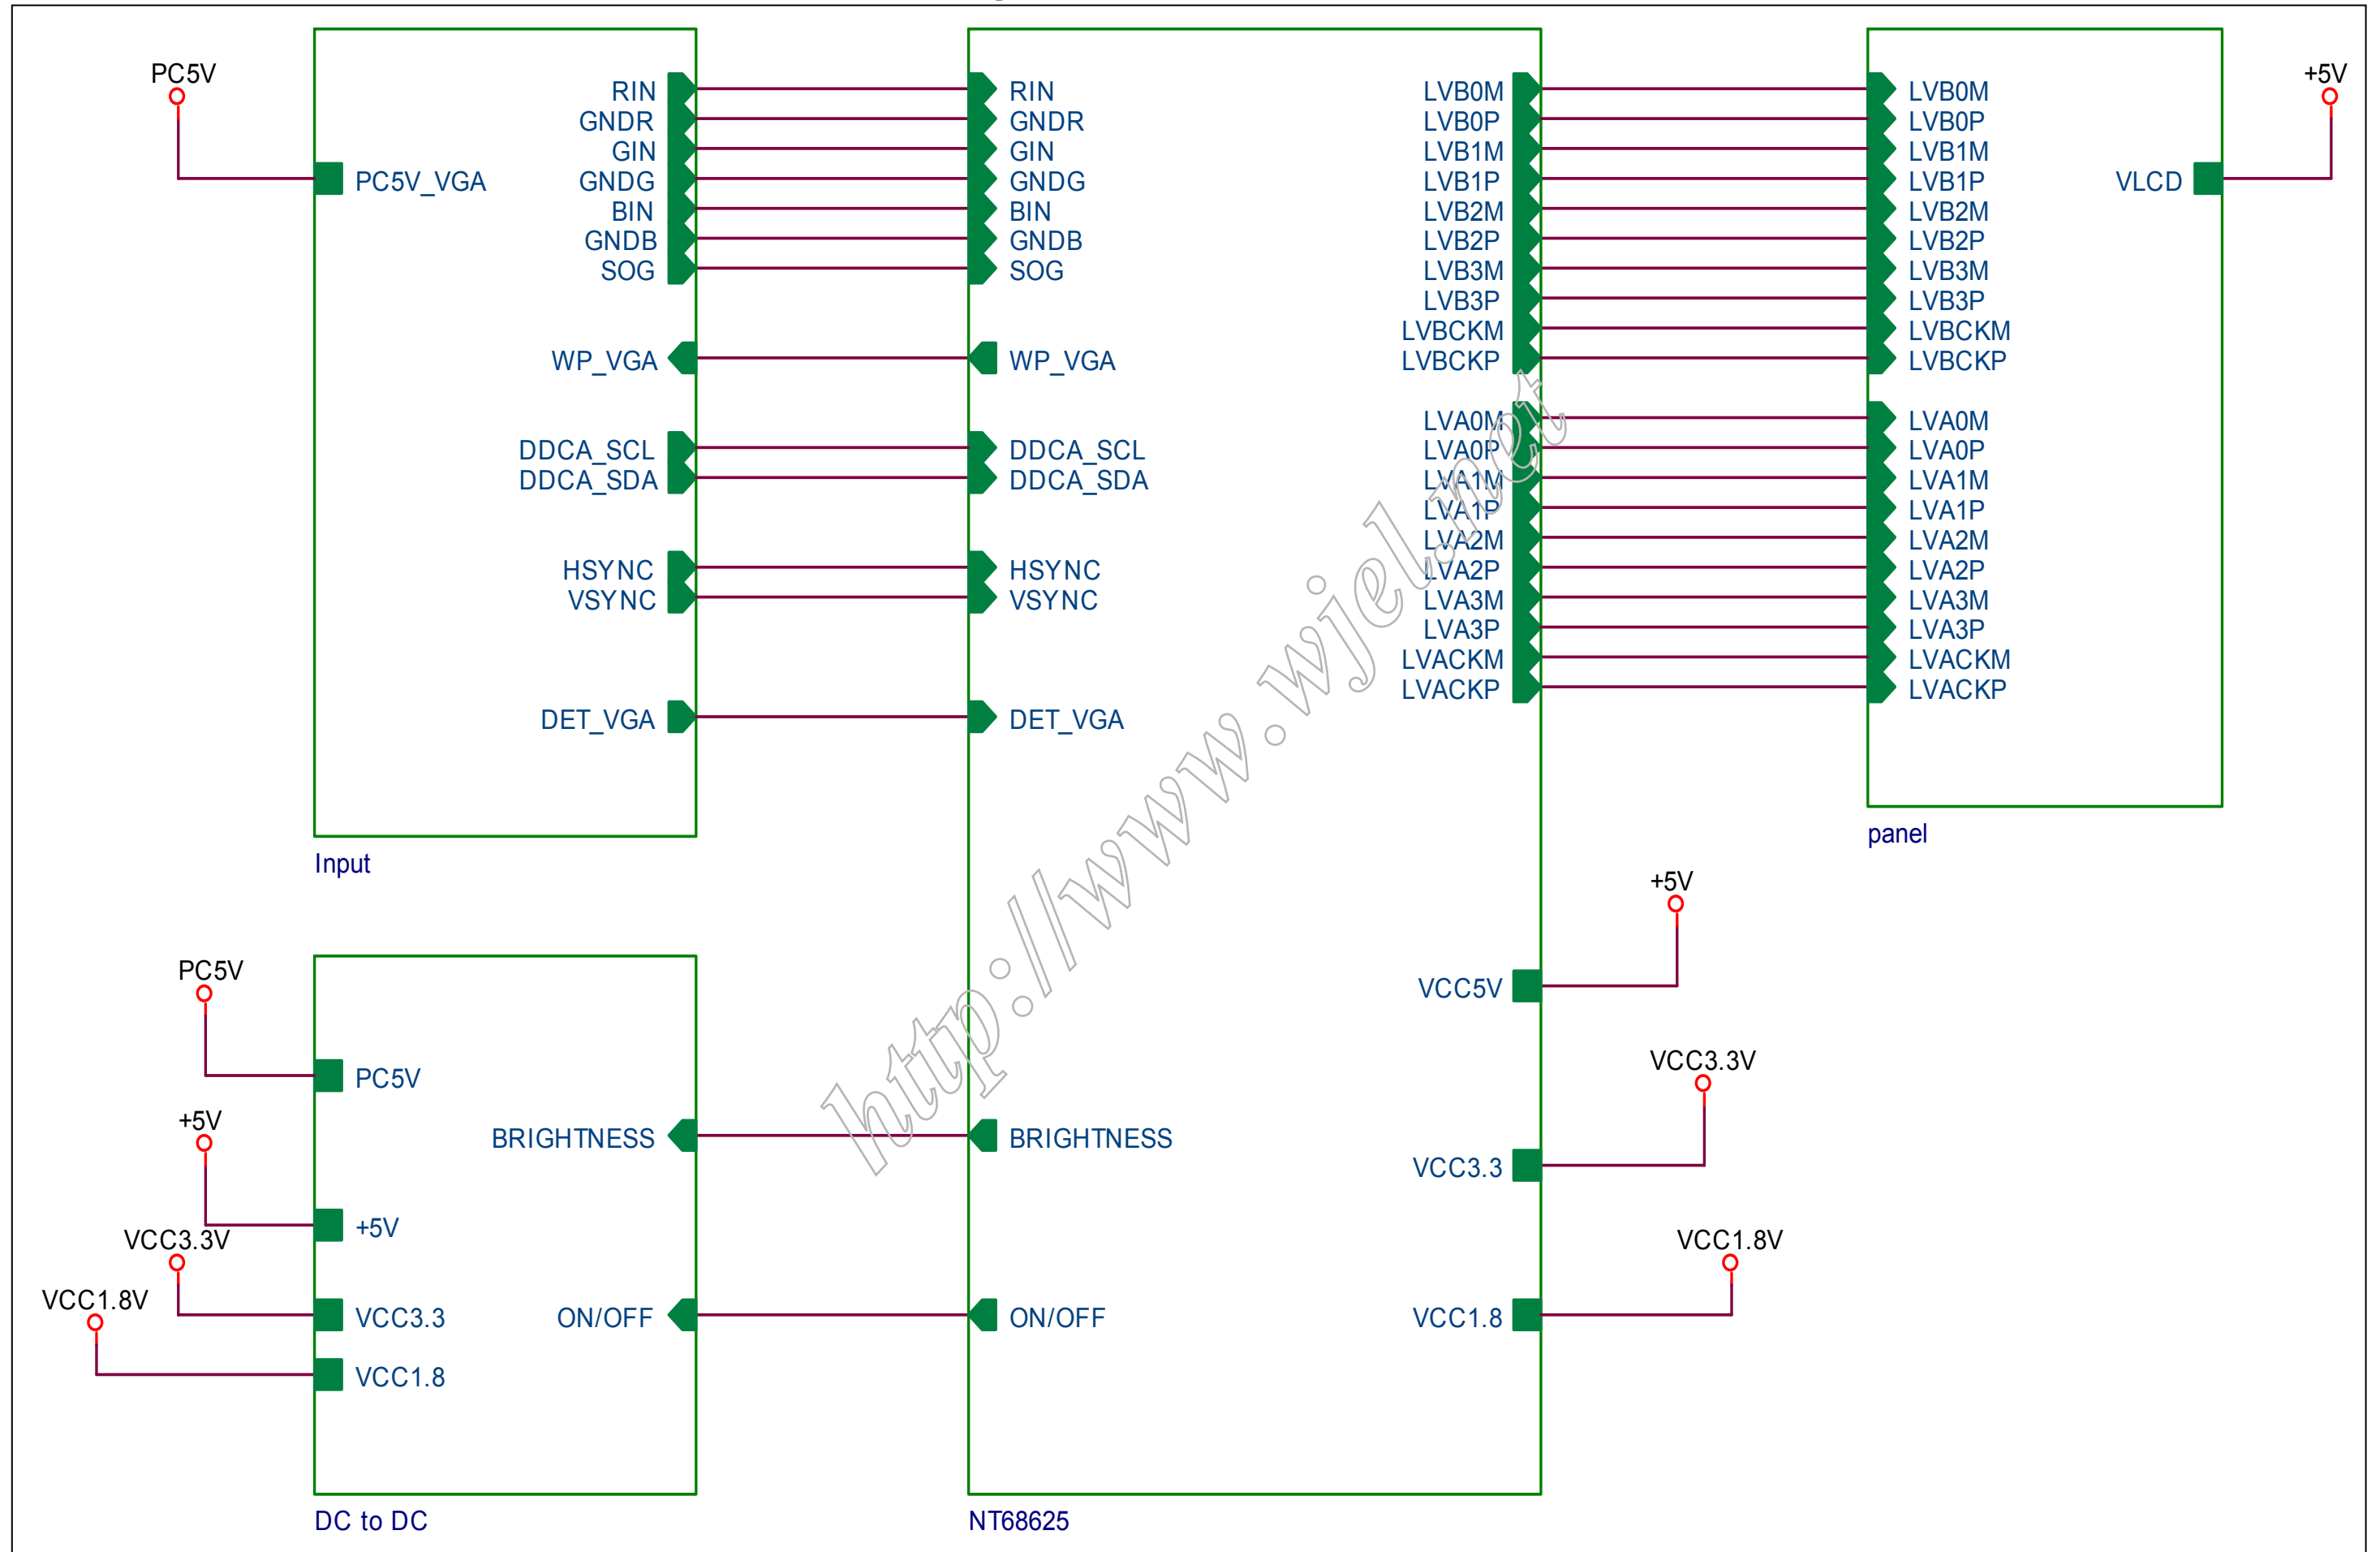 PC5V
PC5V_VGA
RIN
GNDR
GIN
GNDG
BIN
GNDB
SOG
WP_VGA
DDCA_SCL
DDCA_SDA
HSYNC
VSYNC
DET_VGA
Input
RIN
GNDR
GIN
GNDG
BIN
GNDB
SOG
WP_VGA
DDCA_SCL
DDCA_SDA
HSYNC
VSYNC
DET_VGA
LVB0M
LVB0P
LVB1M
LVB1P
LVB2M
LVB2P
LVB3M
LVB3P
LVBCKM
LVBCKP
LVA0M
LVA0P
LVA1M
LVA1P
LVA2M
LVA2P
LVA3M
LVA3P
LVACKM
LVACKP
LVB0M
LVB0P
LVB1M
LVB1P
LVB2M
LVB2P
LVB3M
LVB3P
LVBCKM
LVBCKP
LVA0M
LVA0P
LVA1M
LVA1P
LVA2M
LVA2P
LVA3M
LVA3P
LVACKM
LVACKP
VLCD
+5V
panel
http://www.wjel.net
PC5V
PC5V
+5V
+5V
VCC3.3V
VCC3.3
VCC1.8V
VCC1.8
BRIGHTNESS
ON/OFF
DC to DC
BRIGHTNESS
ON/OFF
+5V
VCC5V
VCC3.3V
VCC3.3
VCC1.8V
VCC1.8
NT68625